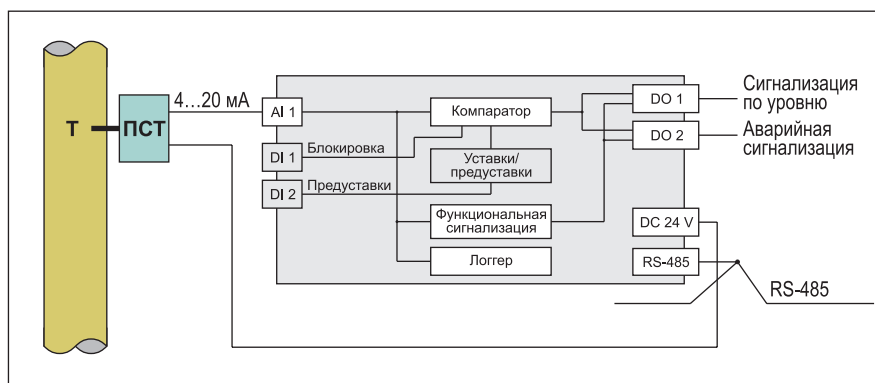 Т
ПСТ
4...20 мА
AI 1
DI 1
Блокировка
DI 2
Предуставки
Компаратор
Уставки/
предуставки
Функциональная
сигнализация
Логгер
DO 1
DO 2
DC 24 V
RS-485
Сигнализация
по уровню
Аварийная
сигнализация
RS-485